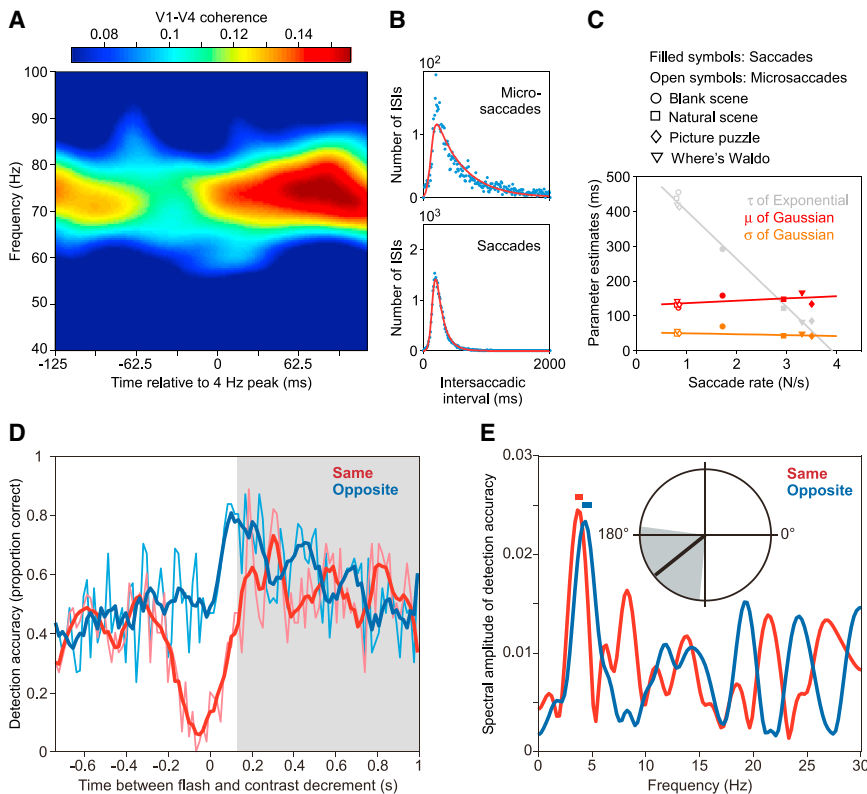 A
V1-V4 coherence
0.08 0.1 0.12 0.14
Frequency (Hz)
100
90
80
70
60
50
40
-125 -62.5 0 62.5
Time relative to 4 Hz peak (ms)
B
10²
Micro-
saccades
Number of ISIs
1
0
10³
Saccades
Number of ISIs
2
1
0
0 2000
Intersaccadic
interval (ms)
C
Filled symbols: Saccades
Open symbols: Microsaccades
Blank scene
Natural scene
Picture puzzle
Where's Waldo
Parameter estimates (ms)
500
400
300
200
100
0
τ of Exponential
μ of Gaussian
σ of Gaussian
0 1 2 3 4
Saccade rate (N/s)
D
Detection accuracy (proportion correct)
1
0.8
0.6
0.4
0.2
0
Same
Opposite
-0.6 -0.4 -0.2 0 0.2 0.4 0.6 0.8 1
Time between flash and contrast decrement (s)
E
Spectral amplitude of detection accuracy
0.03
0.02
0.01
0
Same
Opposite
180° 0°
0 5 10 15 20 25 30
Frequency (Hz)